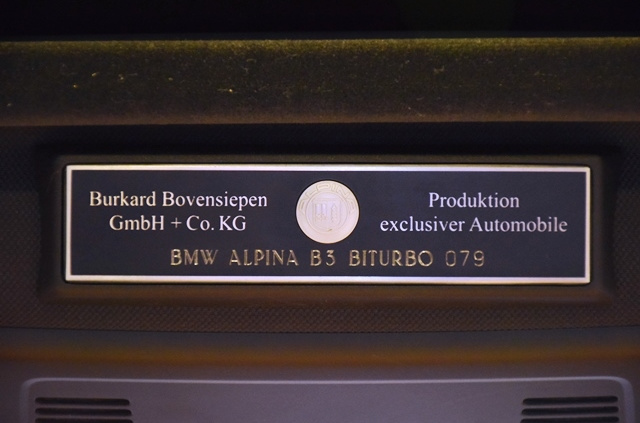 Burkard Bovensiepen
GmbH + Co. KG
Produktion
exclusiver Automobile
BMW ALPINA B3 BITURBO 079